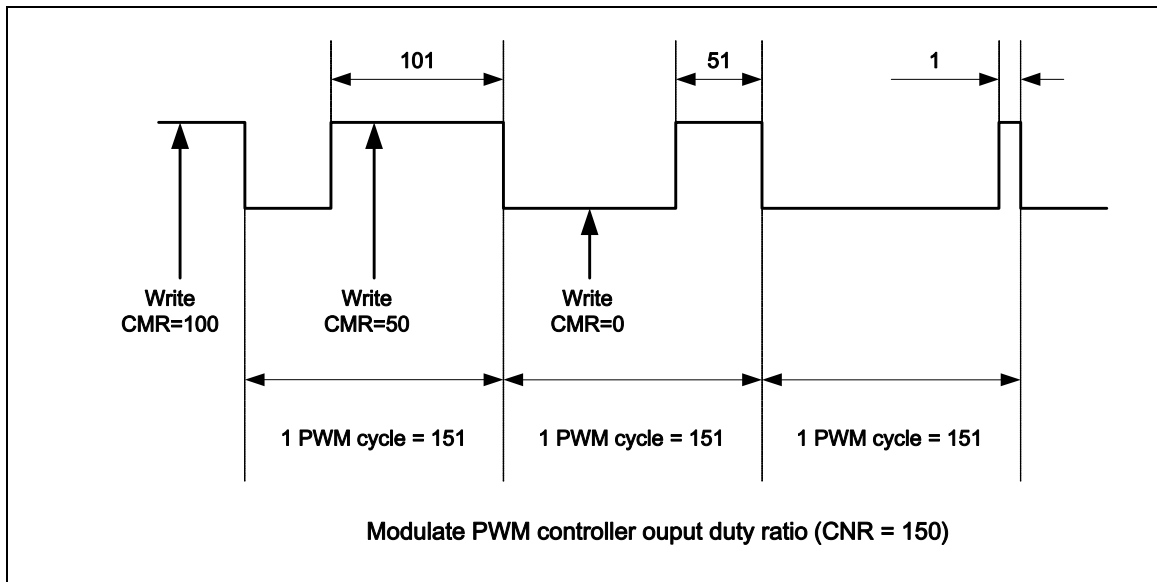 101
51
1
Write
CMR=100
Write
CMR=50
Write
CMR=0
1 PWM cycle = 151
1 PWM cycle = 151
1 PWM cycle = 151
Modulate PWM controller ouput duty ratio (CNR = 150)